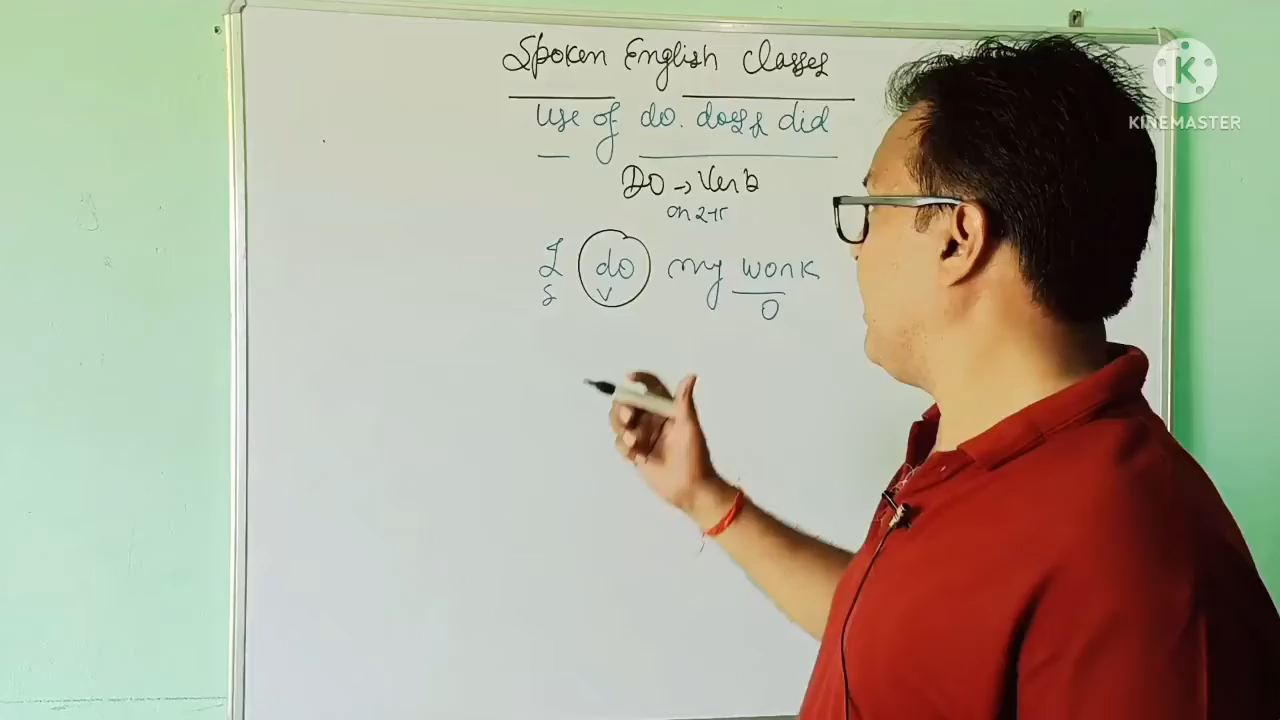 Spoken English Classes
use of do. does & did
DO → Verb
I do my work
S V O
K
KINEMASTER